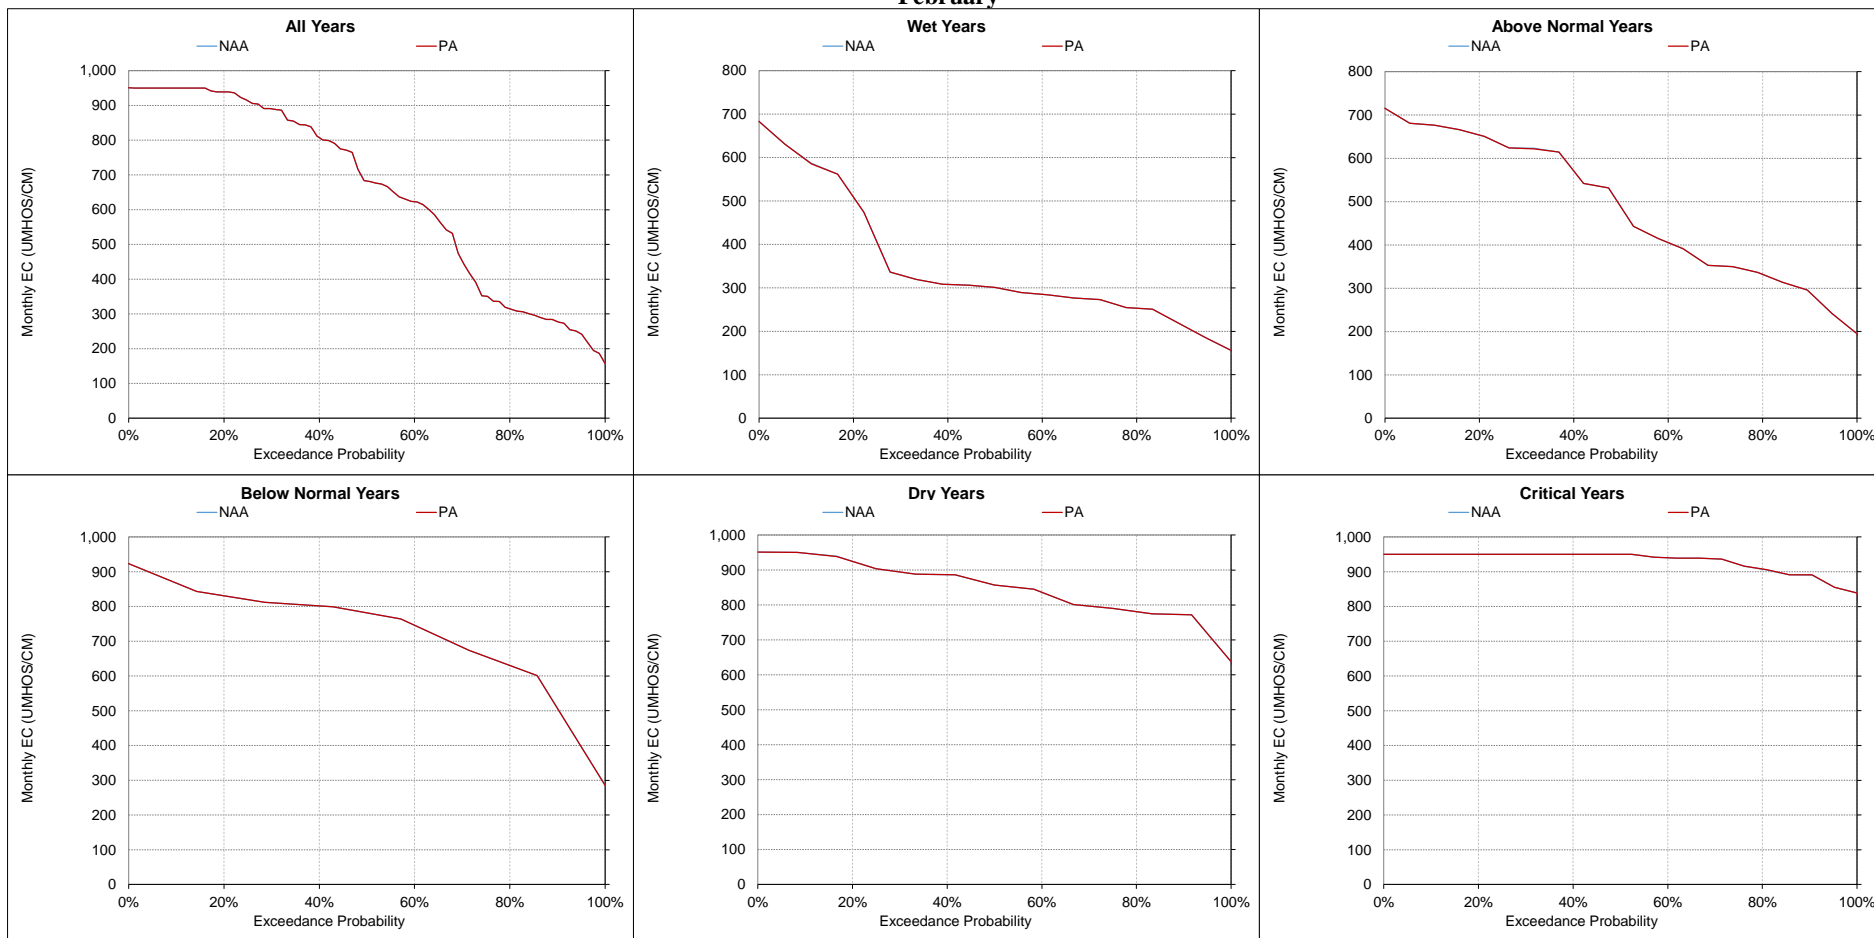 February
All Years
NAA PA
1,000
900
800
700
600
500
400
300
200
100
0
0% 20% 40% 60% 80% 100%
Exceedance Probability
Monthly EC (UMHOS/CM)
Wet Years
NAA PA
800
700
600
500
400
300
200
100
0
0% 20% 40% 60% 80% 100%
Exceedance Probability
Monthly EC (UMHOS/CM)
Above Normal Years
NAA PA
800
700
600
500
400
300
200
100
0
0% 20% 40% 60% 80% 100%
Exceedance Probability
Monthly EC (UMHOS/CM)
Below Normal Years
NAA PA
1,000
900
800
700
600
500
400
300
200
100
0
0% 20% 40% 60% 80% 100%
Exceedance Probability
Monthly EC (UMHOS/CM)
Dry Years
NAA PA
1,000
900
800
700
600
500
400
300
200
100
0
0% 20% 40% 60% 80% 100%
Exceedance Probability
Monthly EC (UMHOS/CM)
Critical Years
NAA PA
1,000
900
800
700
600
500
400
300
200
100
0
0% 20% 40% 60% 80% 100%
Exceedance Probability
Monthly EC (UMHOS/CM)